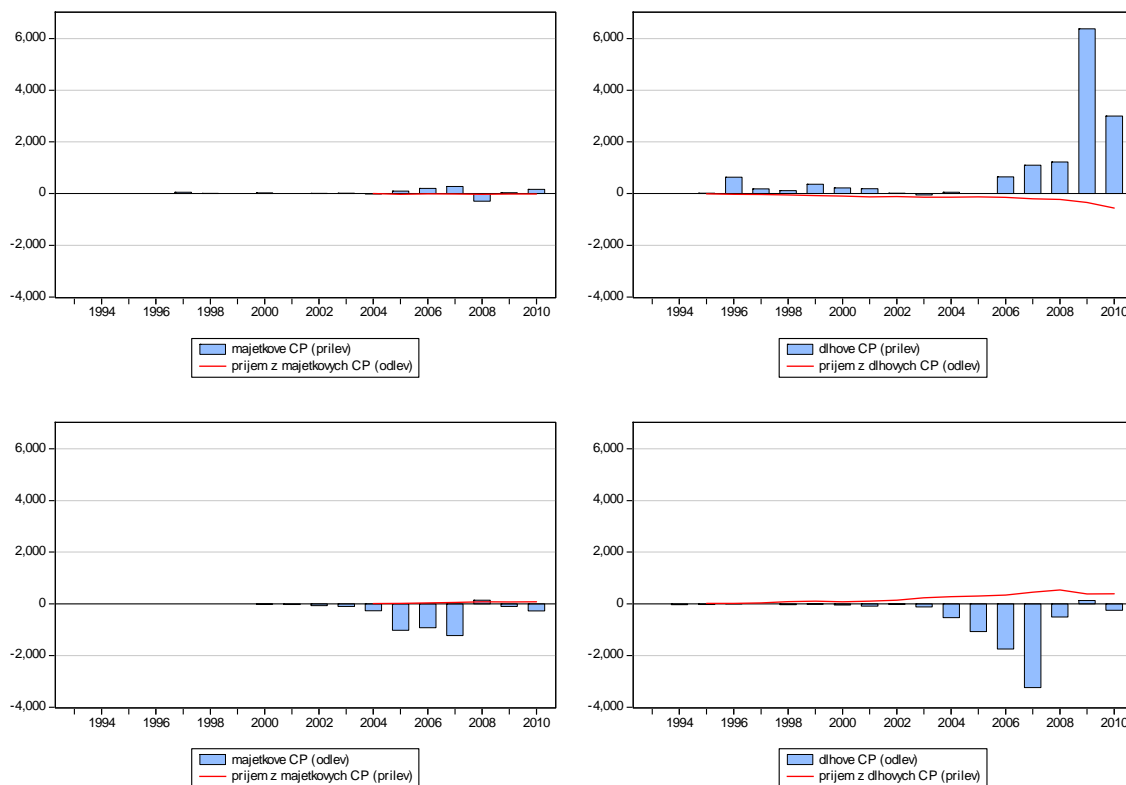 6,000
4,000
2,000
0
-2,000
-4,000
1994 1996 1998 2000 2002 2004 2006 2008 2010
majetkove CP (prilev)
prijem z majetkovych CP (odlev)
6,000
4,000
2,000
0
-2,000
-4,000
1994 1996 1998 2000 2002 2004 2006 2008 2010
dlhove CP (prilev)
prijem z dlhovych CP (odlev)
6,000
4,000
2,000
0
-2,000
-4,000
1994 1996 1998 2000 2002 2004 2006 2008 2010
majetkove CP (odlev)
prijem z majetkovych CP (prilev)
6,000
4,000
2,000
0
-2,000
-4,000
1994 1996 1998 2000 2002 2004 2006 2008 2010
dlhove CP (odlev)
prijem z dlhovych CP (prilev)